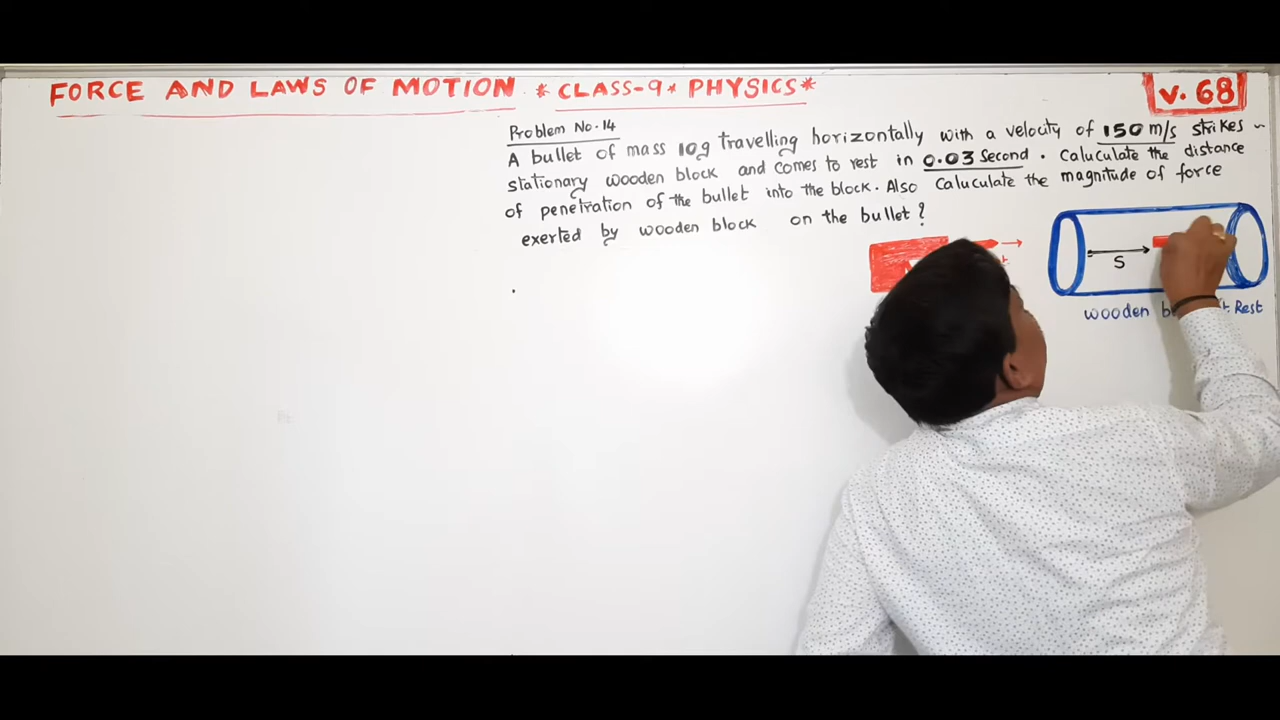 FORCE AND LAWS OF MOTION * CLASS-9 * PHYSICS *
V. 68
Problem No. 14
A bullet of mass 10g travelling horizontally with a velocity of 150 m/s strikes ~
stationary wooden block and comes to rest in 0.03 Second. Caluculate the distance
of penetration of the bullet into the block. Also Caluculate the magnitude of force
exerted by wooden block on the bullet ?
S
wooden Rest